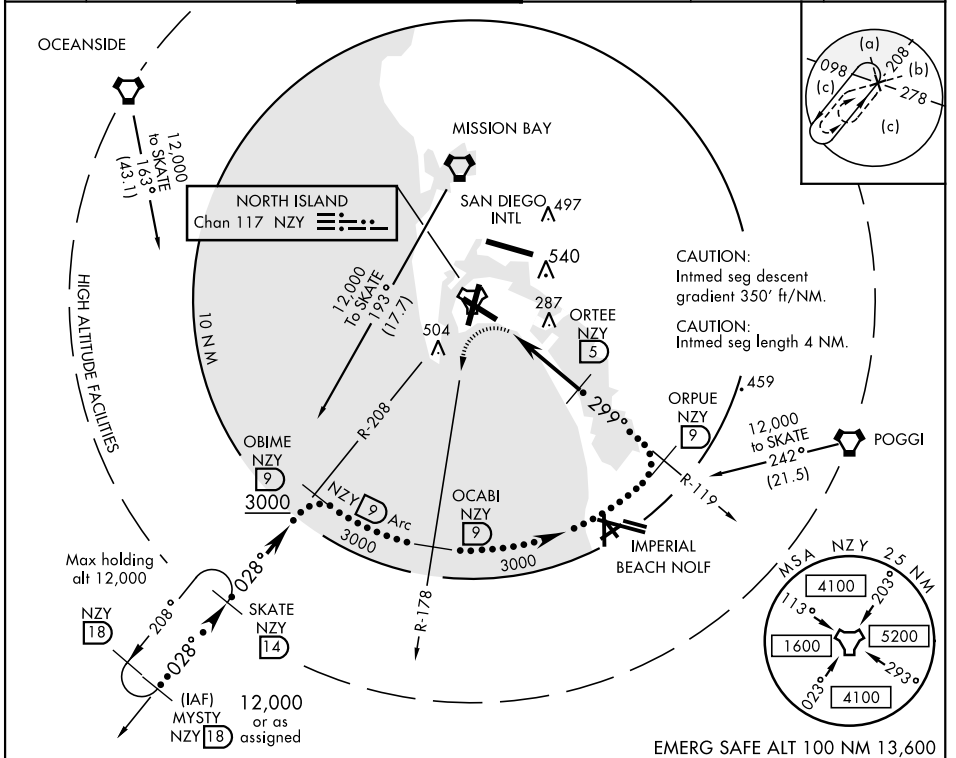 OCEANSIDE
12,000
to SKATE
163°
(43.1)
HIGH ALTITUDE FACILITIES
10 NM
MISSION BAY
NORTH ISLAND
Chan 117 NZY
SAN DIEGO
INTL
497
540
287
504
12,000
To SKATE
193°
(17.7)
ORTEE
NZY
5
CAUTION:
Intmed seg descent
gradient 350' ft/NM.
CAUTION:
Intmed seg length 4 NM.
459
299°
ORPUE
NZY
9
12,000
to SKATE
242°
(21.5)
POGGI
R-119
R-208
OBIME
NZY
9
3000
NZY 9 Arc
3000
OCABI
NZY
9
3000
IMPERIAL
BEACH NOLF
R-178
028°
Max holding
alt 12,000
NZY
18
208°
028°
SKATE
NZY
14
(IAF)
MYSTY
NZY 18
12,000
or as
assigned
(a)
208
098
(b)
(c)
278
(c)
MSA NZY 25 NM
4100
113°
203°
1600
5200
023°
293°
4100
EMERG SAFE ALT 100 NM 13,600